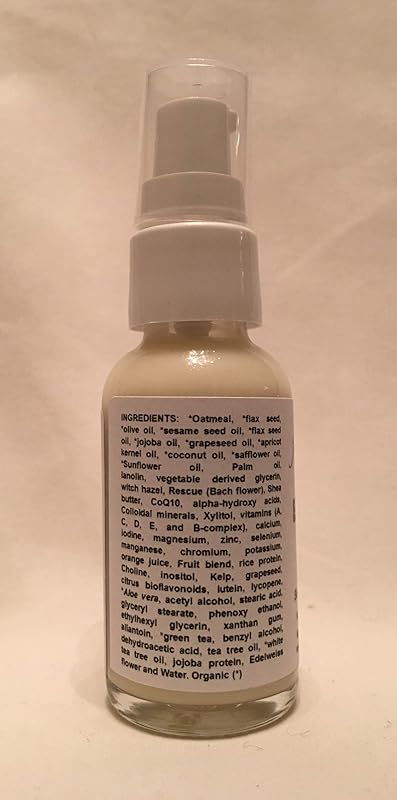 INGREDIENTS: *Oatmeal, *flax seed,
*olive oil, *sesame seed oil, *flax seed
oil, *jojoba oil, *grapeseed oil, *apricot
kernel oil, *coconut oil, *safflower oil,
*Sunflower oil, Palm oil,
lanolin, vegetable derived glycerin,
witch hazel, Rescue (Bach flower), Shea
butter, CoQ10, alpha-hydroxy acids,
Colloidal minerals, Xylitol, vitamins (A,
C, D, E, and B-complex), calcium,
iodine, magnesium, zinc, selenium,
manganese, chromium, potassium,
orange juice, Fruit blend, rice protein,
Choline, inositol, Kelp, grapeseed,
citrus bioflavonoids, lutein, lycopene,
*Aloe vera, acetyl alcohol, stearic acid,
glyceryl stearate, phenoxy ethanol,
ethylhexyl glycerin, xanthan gum,
allantoin, *green tea, benzyl alcohol,
dehydroacetic acid, tea tree oil, *white
tea tree oil, jojoba protein, Edelweiss
flower and Water. Organic (*)